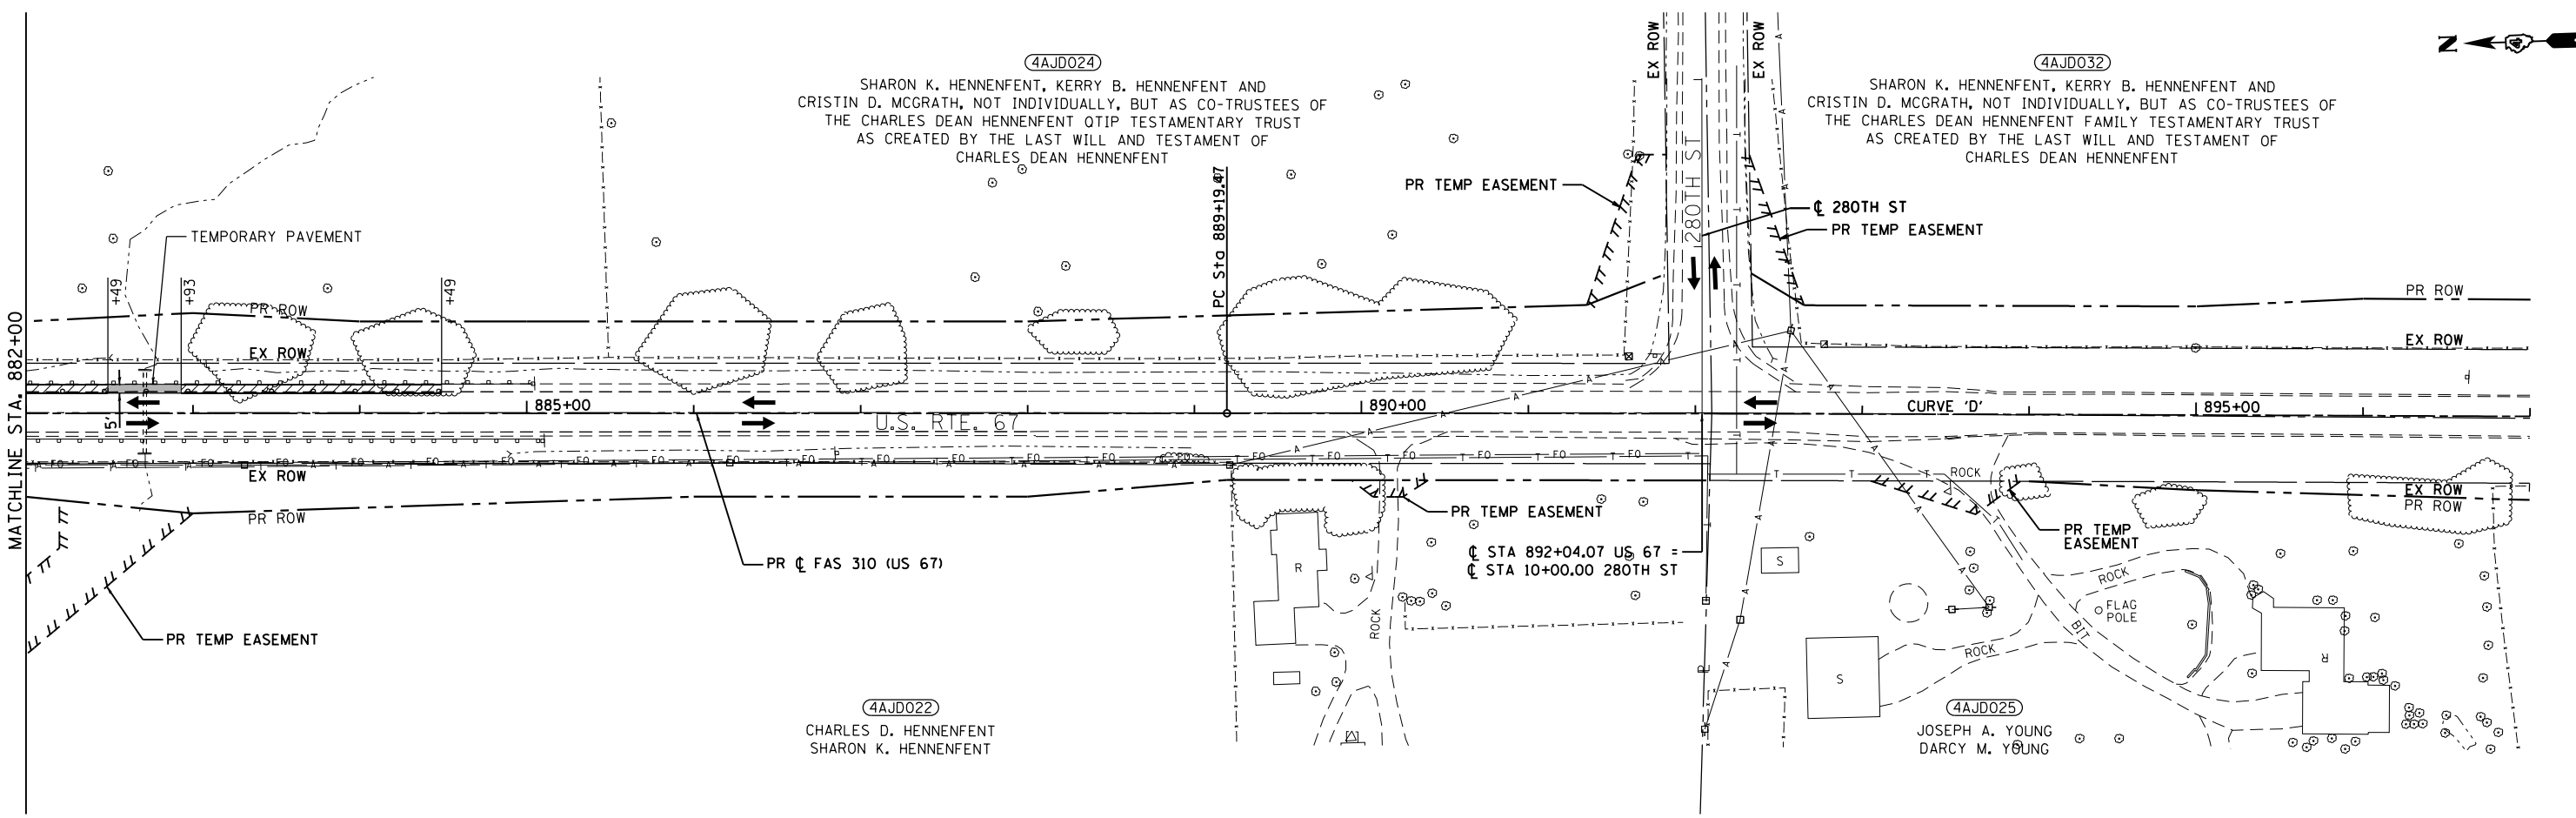 MATCHLINE STA. 882+00
4AJD024
SHARON K. HENNENFENT, KERRY B. HENNENFENT AND
CRISTIN D. MCGRATH, NOT INDIVIDUALLY, BUT AS CO-TRUSTEES OF
THE CHARLES DEAN HENNENFENT QTIP TESTAMENTARY TRUST
AS CREATED BY THE LAST WILL AND TESTAMENT OF
CHARLES DEAN HENNENFENT
EX ROW
EX ROW
4AJD032
SHARON K. HENNENFENT, KERRY B. HENNENFENT AND
CRISTIN D. MCGRATH, NOT INDIVIDUALLY, BUT AS CO-TRUSTEES OF
THE CHARLES DEAN HENNENFENT FAMILY TESTAMENTARY TRUST
AS CREATED BY THE LAST WILL AND TESTAMENT OF
CHARLES DEAN HENNENFENT
N
TEMPORARY PAVEMENT
+49
+93
+49
PR ROW
EX ROW
PC Sta 889+19.47
PR TEMP EASEMENT
280TH ST
℄ 280TH ST
PR TEMP EASEMENT
PR ROW
EX ROW
5'
885+00
U.S. RTE. 67
890+00
CURVE 'D'
895+00
EX ROW
PR ROW
ROCK
EX ROW
PR ROW
PR TEMP EASEMENT
PR TEMP
EASEMENT
PR ℄ FAS 310 (US 67)
℄ STA 892+04.07 US 67 =
℄ STA 10+00.00 280TH ST
R
S
ROCK
ROCK
FLAG
POLE
BIT
PR TEMP EASEMENT
ROCK
S
R
4AJD022
CHARLES D. HENNENFENT
SHARON K. HENNENFENT
4AJD025
JOSEPH A. YOUNG
DARCY M. YOUNG